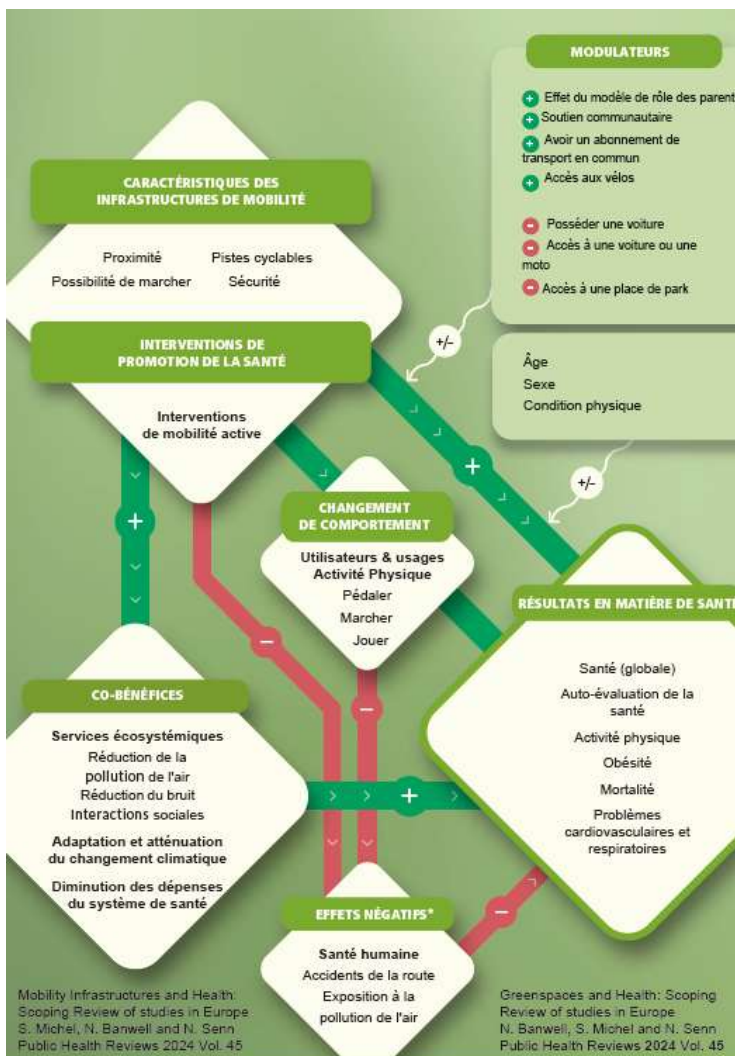 MODULATEURS
+ Effet du modèle de rôle des parent
+ Soutien communautaire
+ Avoir un abonnement de
transport en commun
+ Accès aux vélos
− Posséder une voiture
− Accès à une voiture ou une
moto
− Accès à une place de park
CARACTÉRISTIQUES DES
INFRASTRUCTURES DE MOBILITÉ
Proximité Pistes cyclables
Possibilité de marcher Sécurité
INTERVENTIONS DE
PROMOTION DE LA SANTÉ
Interventions
de mobilité active
+/−
Âge
Sexe
Condition physique
+
+/−
+
CHANGEMENT
DE COMPORTEMENT
Utilisateurs & usages
Activité Physique
Pédaler
Marcher
Jouer
−
−
RÉSULTATS EN MATIÈRE DE SANT
Santé (globale)
Auto-évaluation de la
santé
Activité physique
Obésité
Mortalité
Problèmes
cardiovasculaires et
respiratoires
CO-BÉNÉFICES
Services écosystémiques
Réduction de la
pollution de l'air
Réduction du bruit
Interactions sociales
Adaptation et atténuation
du changement climatique
Diminution des dépenses
du système de santé
+
−
EFFETS NÉGATIFS*
Santé humaine
Accidents de la route
Exposition à la
pollution de l'air
Mobility Infrastructures and Health:
Scoping Review of studies in Europe
S. Michel, N. Banwell and N. Senn
Public Health Reviews 2024 Vol. 45
Greenspaces and Health: Scoping
Review of studies in Europe
N. Banwell, S. Michel and N. Senn
Public Health Reviews 2024 Vol. 45